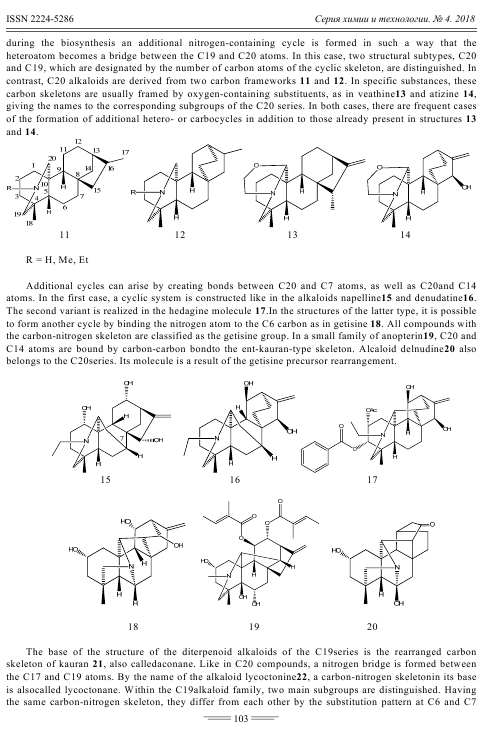 ISSN 2224-5286 Серия химии и технологии. № 4. 2018
during the biosynthesis an additional nitrogen-containing cycle is formed in such a way that the
heteroatom becomes a bridge between the C19 and C20 atoms. In this case, two structural subtypes, C20
and C19, which are designated by the number of carbon atoms of the cyclic skeleton, are distinguished. In
contrast, C20 alkaloids are derived from two carbon frameworks 11 and 12. In specific substances, these
carbon skeletons are usually framed by oxygen-containing substituents, as in veathine13 and atizine 14,
giving the names to the corresponding subgroups of the C20 series. In both cases, there are frequent cases
of the formation of additional hetero- or carbocycles in addition to those already present in structures 13
and 14.
12
11 13 17
20
1 9 14 16
2 8
R N 10 H 15
3 4 5 7
H 6
19
18
R N H H
O N H H
O N H OH H
11 12 13 14
R = H, Me, Et
Additional cycles can arise by creating bonds between C20 and C7 atoms, as well as C20and C14
atoms. In the first case, a cyclic system is constructed like in the alkaloids napelline15 and denudatine16.
The second variant is realized in the hedagine molecule 17.In the structures of the latter type, it is possible
to form another cycle by binding the nitrogen atom to the C6 carbon as in getisine 18. All compounds with
the carbon-nitrogen skeleton are classified as the getisine group. In a small family of anopterin19, C20 and
C14 atoms are bound by carbon-carbon bondto the ent-kauran-type skeleton. Alcaloid delnudine20 also
belongs to the C20series. Its molecule is a result of the getisine precursor rearrangement.
OH OH H N 7 OH H H
OH H N OH H H
OH OAc O O N H OH H
15 16 17
HO HO OH N H H
O O O O HO N H H OH OH
O HO N H OH
18 19 20
The base of the structure of the diterpenoid alkaloids of the C19series is the rearranged carbon
skeleton of kauran 21, also calledaconane. Like in C20 compounds, a nitrogen bridge is formed between
the C17 and C19 atoms. By the name of the alkaloid lycoctonine22, a carbon-nitrogen skeletonin its base
is alsocalled lycoctonane. Within the C19alkaloid family, two main subgroups are distinguished. Having
the same carbon-nitrogen skeleton, they differ from each other by the substitution pattern at C6 and C7
103